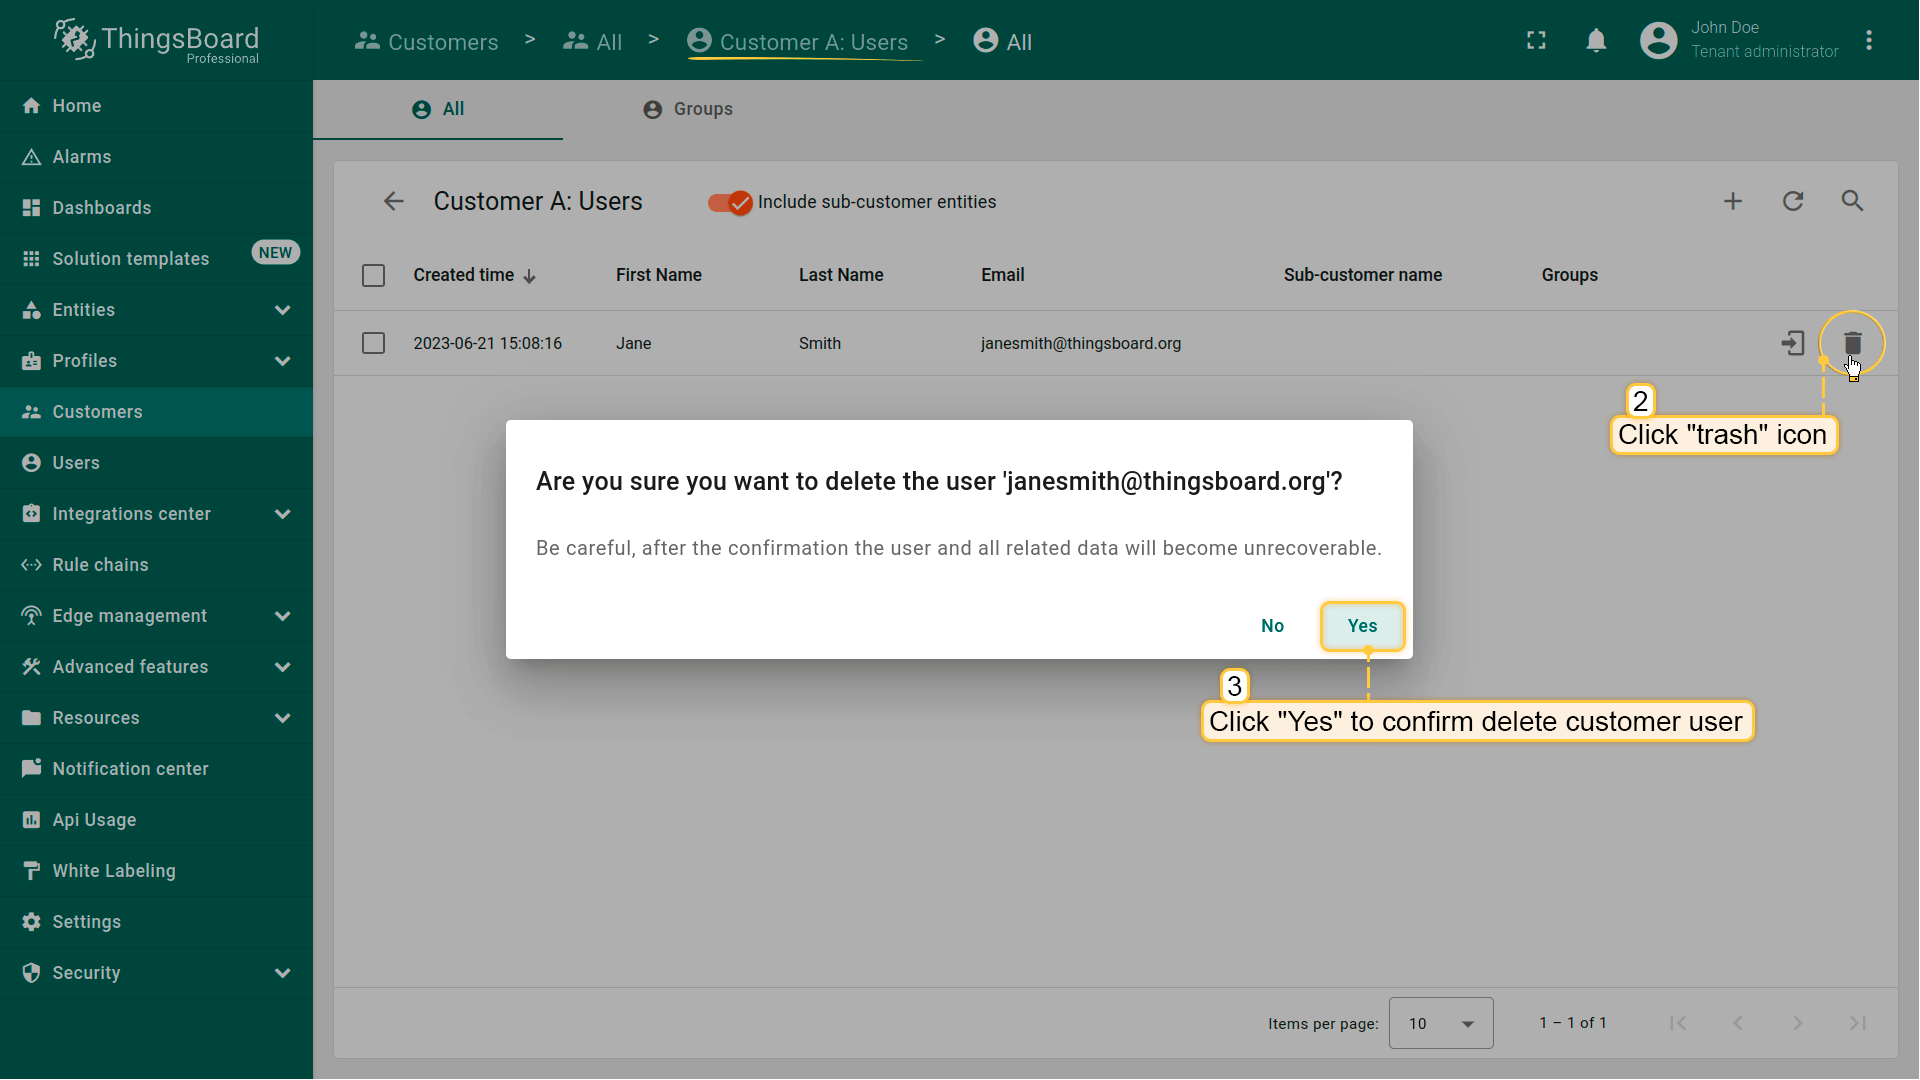 ThingsBoard
Professional
Customers > All > Customer A: Users > All
John Doe
Tenant administrator
Home
Alarms
Dashboards
Solution templates NEW
Entities
Profiles
Customers
Users
Integrations center
Rule chains
Edge management
Advanced features
Resources
Notification center
Api Usage
White Labeling
Settings
Security
All Groups
Customer A: Users Include sub-customer entities
Created time First Name Last Name Email Sub-customer name Groups
2023-06-21 15:08:16 Jane Smith janesmith@thingsboard.org
2
Click "trash" icon
Are you sure you want to delete the user 'janesmith@thingsboard.org'?
Be careful, after the confirmation the user and all related data will become unrecoverable.
No Yes
3
Click "Yes" to confirm delete customer user
Items per page: 10 1 – 1 of 1